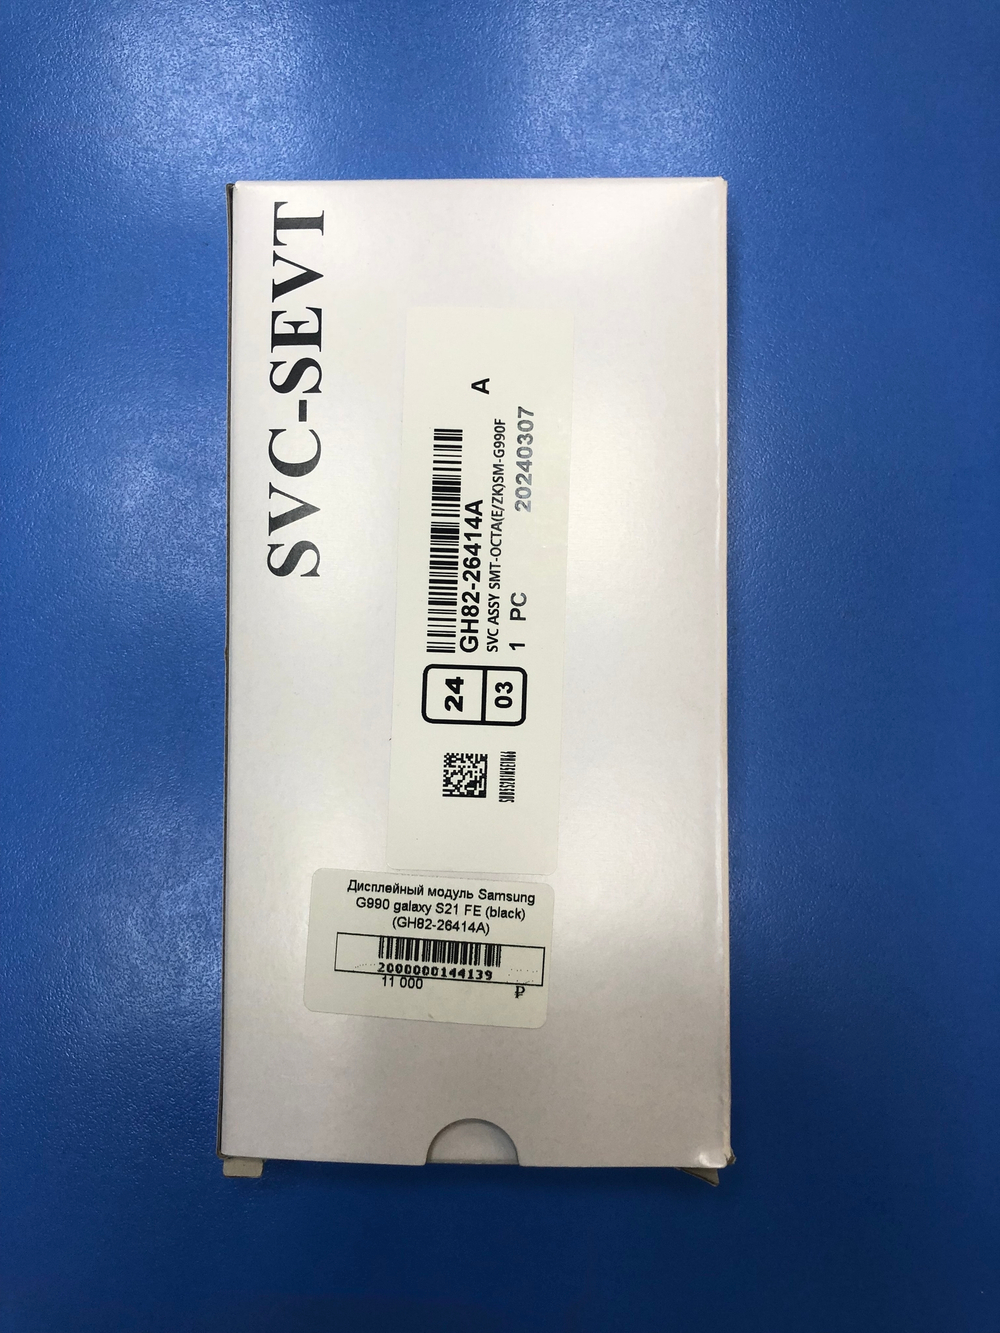 SVC-SEVT
A
GH82-26414A
SVC ASSY SMT-OCTA(E/ZK)SM-G990F
1 PC
20240307
24
03
Дисплейный модуль Samsung
G990 galaxy S21 FE (black)
(GH82-26414A)
2000000144139
11 000
₽